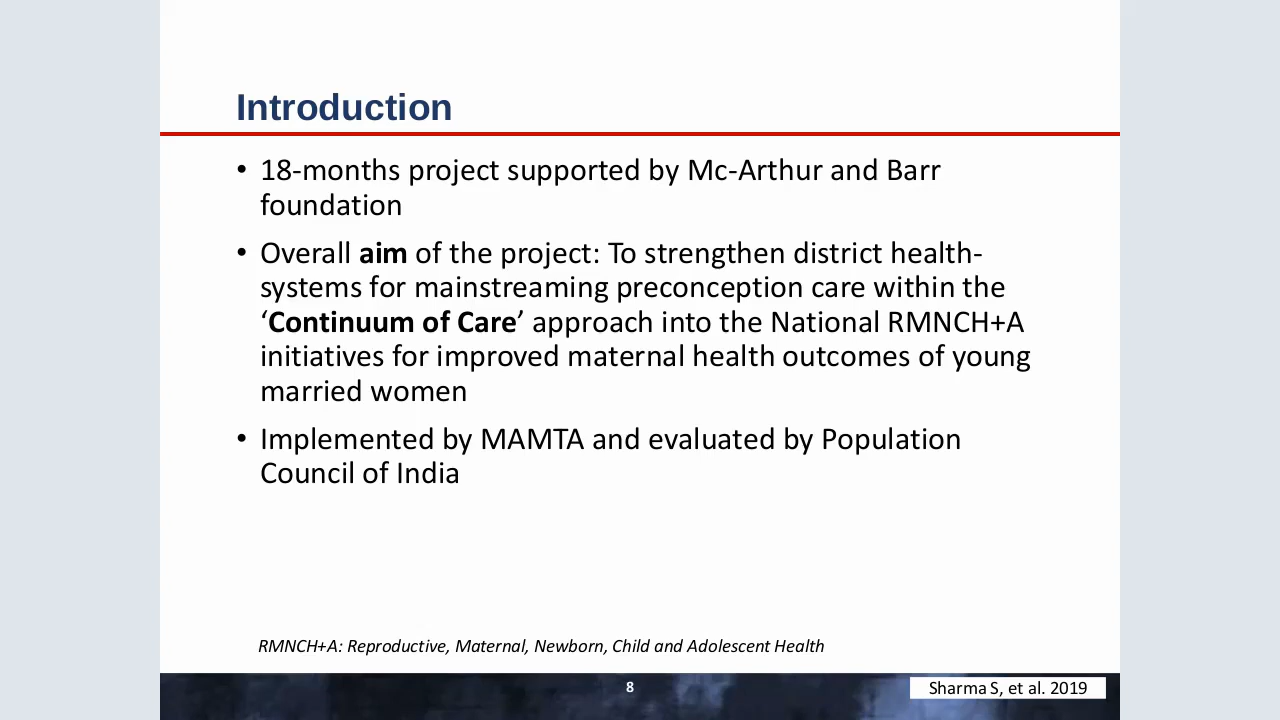 Introduction
• 18-months project supported by Mc-Arthur and Barr
foundation
• Overall aim of the project: To strengthen district health-
systems for mainstreaming preconception care within the
‘Continuum of Care’ approach into the National RMNCH+A
initiatives for improved maternal health outcomes of young
married women
• Implemented by MAMTA and evaluated by Population
Council of India
RMNCH+A: Reproductive, Maternal, Newborn, Child and Adolescent Health
8
Sharma S, et al. 2019